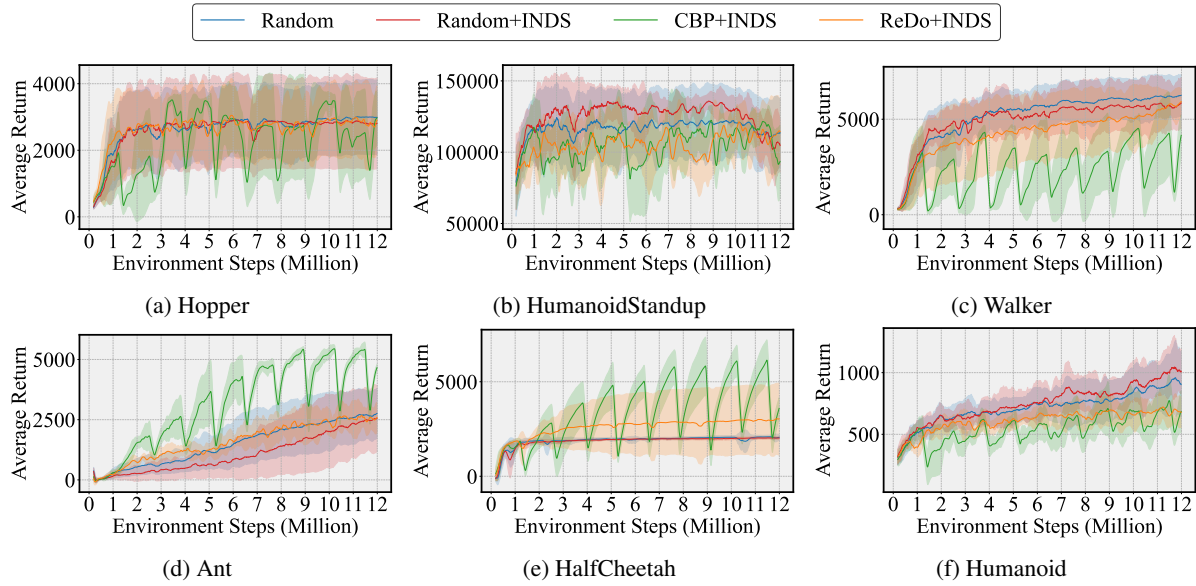 Random Random+INDS CBP+INDS ReDo+INDS
Average Return
4000
2000
0
0 1 2 3 4 5 6 7 8 9 10 11 12
Environment Steps (Million)
(a) Hopper
Average Return
150000
100000
50000
0 1 2 3 4 5 6 7 8 9 10 11 12
Environment Steps (Million)
(b) HumanoidStandup
Average Return
5000
0
0 1 2 3 4 5 6 7 8 9 10 11 12
Environment Steps (Million)
(c) Walker
Average Return
5000
2500
0
0 1 2 3 4 5 6 7 8 9 10 11 12
Environment Steps (Million)
(d) Ant
Average Return
5000
0
0 1 2 3 4 5 6 7 8 9 10 11 12
Environment Steps (Million)
(e) HalfCheetah
Average Return
1000
500
0 1 2 3 4 5 6 7 8 9 10 11 12
Environment Steps (Million)
(f) Humanoid